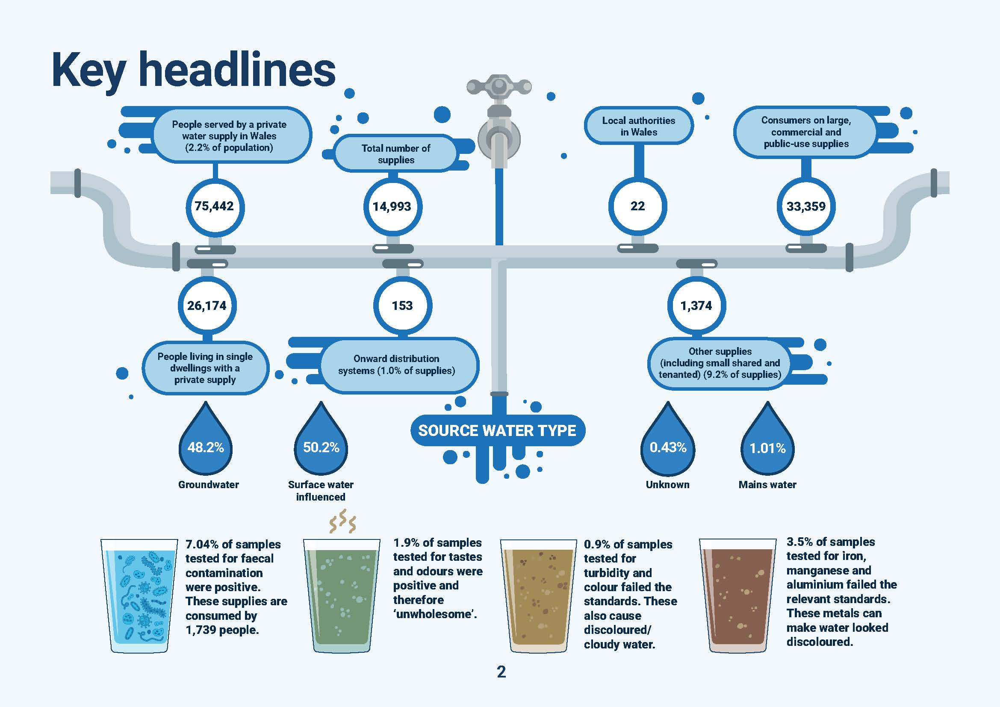 Key headlines
People served by a private
water supply in Wales
(2.2% of population)
75,442
Total number of
supplies
14,993
Local authorities
in Wales
22
Consumers on large,
commercial and
public-use supplies
33,359
26,174
People living in single
dwellings with a
private supply
153
Onward distribution
systems (1.0% of supplies)
1,374
Other supplies
(including small shared and
tenanted) (9.2% of supplies)
SOURCE WATER TYPE
48.2%
Groundwater
50.2%
Surface water
influenced
0.43%
Unknown
1.01%
Mains water
7.04% of samples
tested for faecal
contamination
were positive.
These supplies are
consumed by
1,739 people.
1.9% of samples
tested for tastes
and odours were
positive and
therefore
‘unwholesome’.
0.9% of samples
tested for
turbidity and
colour failed the
standards. These
also cause
discoloured/
cloudy water.
3.5% of samples
tested for iron,
manganese and
aluminium failed the
relevant standards.
These metals can
make water looked
discoloured.
2